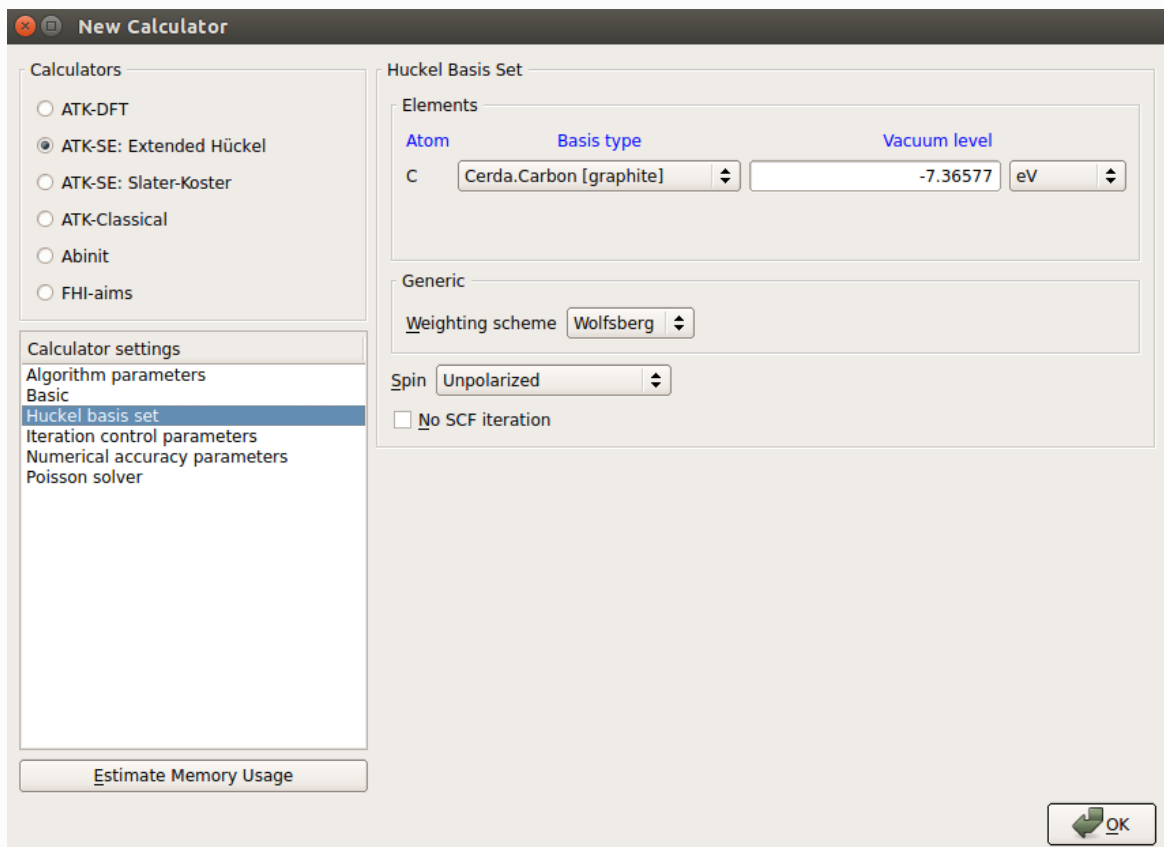 New Calculator
Calculators
ATK-DFT
ATK-SE: Extended Hückel
ATK-SE: Slater-Koster
ATK-Classical
Abinit
FHI-aims
Calculator settings
Algorithm parameters
Basic
Huckel basis set
Iteration control parameters
Numerical accuracy parameters
Poisson solver
Estimate Memory Usage
Huckel Basis Set
Elements
Atom Basis type Vacuum level
C Cerda.Carbon [graphite] -7.36577 eV
Generic
Weighting scheme Wolfsberg
Spin Unpolarized
No SCF iteration
OK